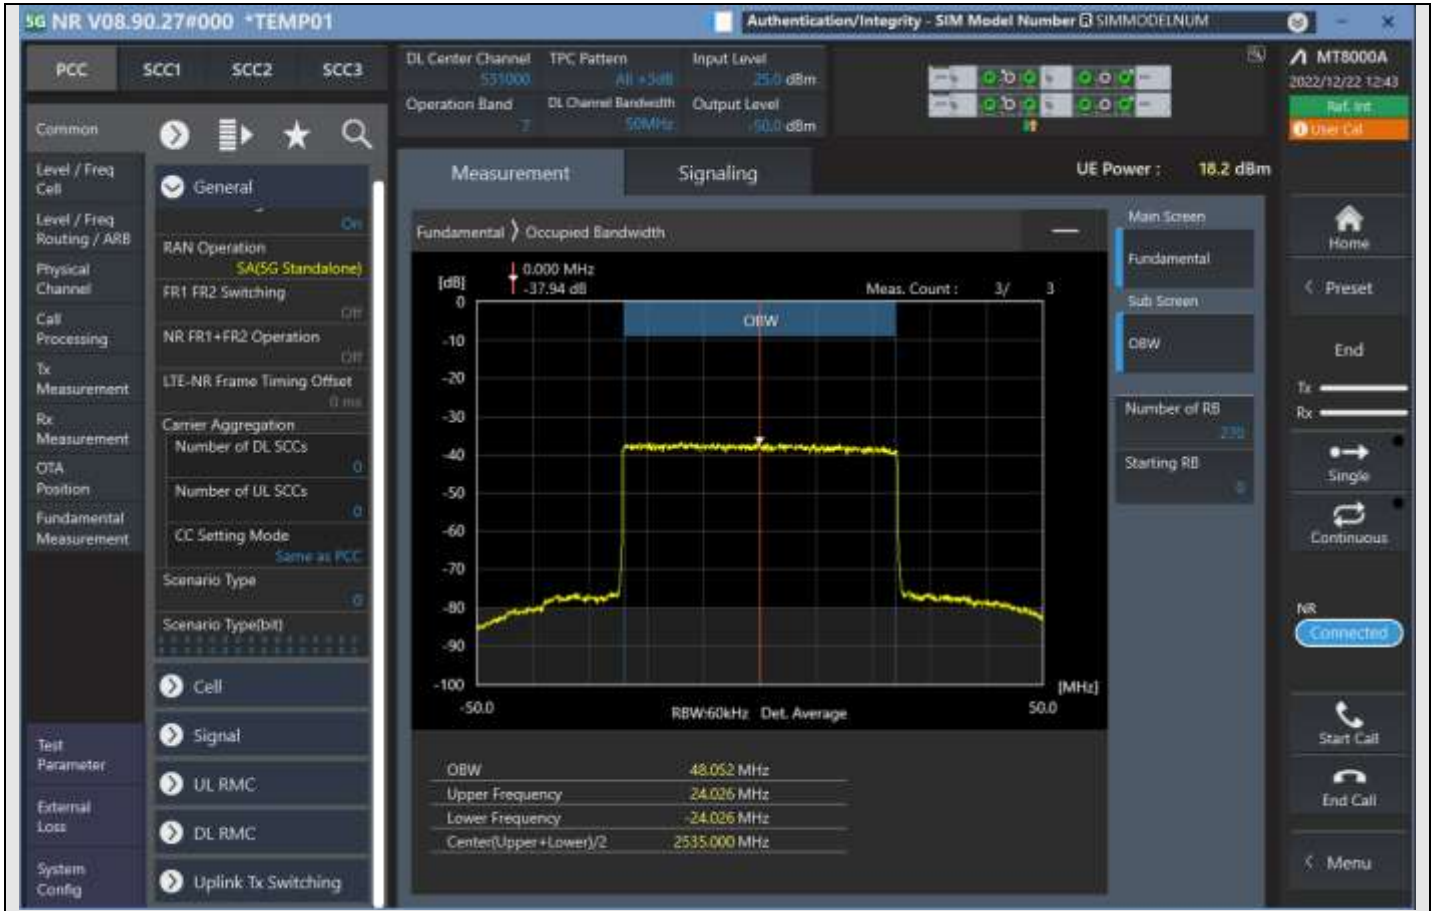 5G NR V08.90.27#000 *TEMP01
Authentication/Integrity - SIM Model Number SIMMODELNUM
PCC
SCC1
SCC2
SCC3
DL Center Channel
531000
TPC Pattern
All +3dB
Input Level
25.0 dBm
Operation Band
7
DL Channel Bandwidth
50MHz
Output Level
-50.0 dBm
MT8000A
2022/12/22 12:43
Ref. Int
User Cal
Common
Level / Freq
Cell
Level / Freq
Routing / ARB
Physical
Channel
Call
Processing
Tx
Measurement
Rx
Measurement
OTA
Position
Fundamental
Measurement
Test
Parameter
External
Loss
System
Config
General
On
RAN Operation
SA(5G Standalone)
FR1 FR2 Switching
Off
NR FR1+FR2 Operation
Off
LTE-NR Frame Timing Offset
0 ms
Carrier Aggregation
Number of DL SCCs
0
Number of UL SCCs
0
CC Setting Mode
Same as PCC
Scenario Type
0
Scenario Type(bit)
Cell
Signal
UL RMC
DL RMC
Uplink Tx Switching
Measurement
Signaling
UE Power : 18.2 dBm
Fundamental
Occupied Bandwidth
[dB]
0.000 MHz
-37.94 dB
Meas. Count : 3/ 3
OBW
0
-10
-20
-30
-40
-50
-60
-70
-80
-90
-100
[MHz]
-50.0
RBW:60kHz Det. Average
50.0
OBW 48.052 MHz
Upper Frequency 24.026 MHz
Lower Frequency -24.026 MHz
Center(Upper+Lower)/2 2535.000 MHz
Main Screen
Fundamental
Sub Screen
OBW
Number of RB
Starting RB
0
Home
Preset
End
Tx
Rx
Single
Continuous
NR
Connected
Start Call
End Call
Menu